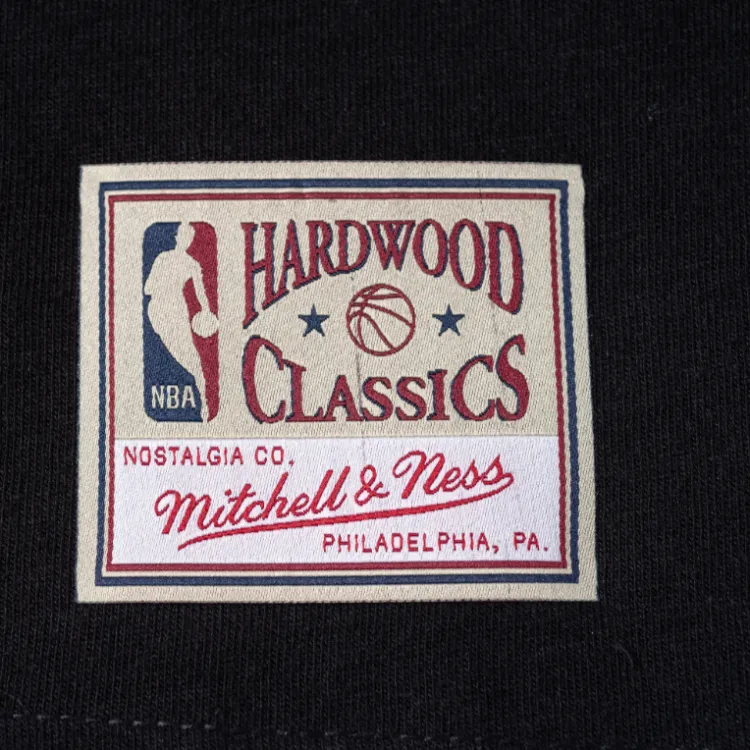 HARDWOOD
CLASSICS
NBA
NOSTALGIA CO.
Mitchell & Ness
PHILADELPHIA, PA.